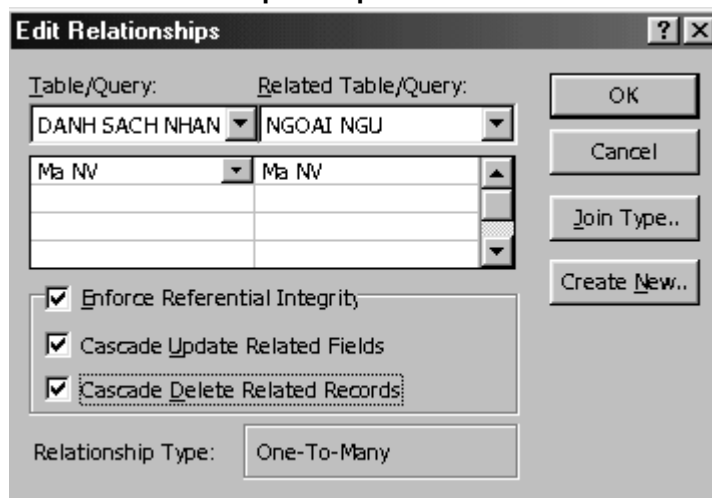 Edit Relationships
Table/Query: Related Table/Query:
OK
DANH SACH NHAN NGOAI NGU
Cancel
Ma NV Ma NV
Join Type..
Create New..
Enforce Referential Integrity
Cascade Update Related Fields
Cascade Delete Related Records
Relationship Type: One-To-Many